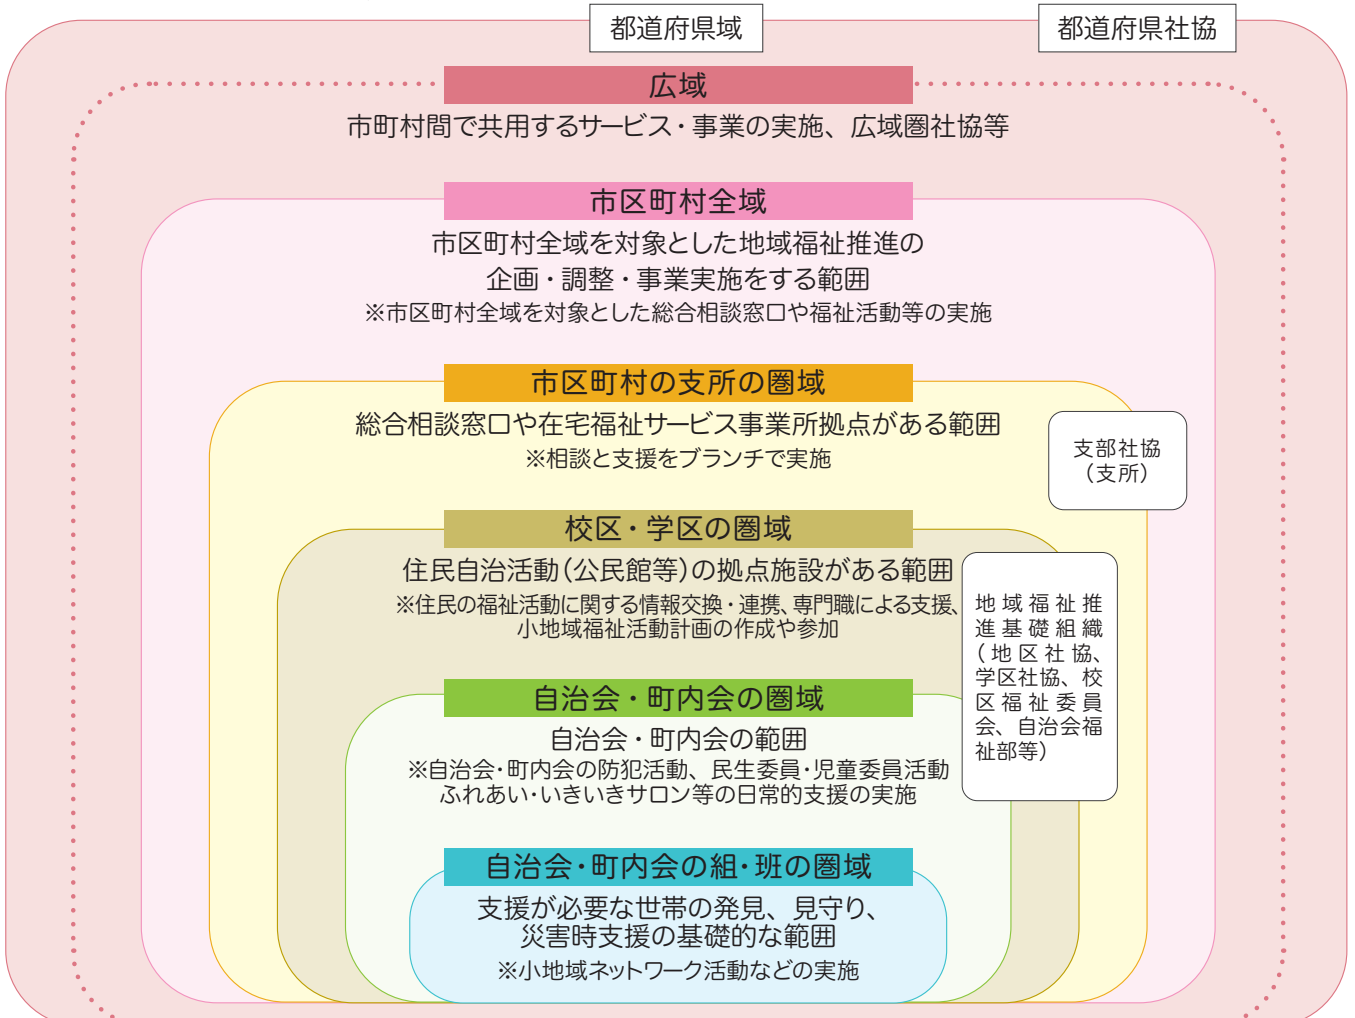 都道府県域
都道府県社協
広域
市町村間で共用するサービス・事業の実施、広域圏社協等
市区町村全域
市区町村全域を対象とした地域福祉推進の
企画・調整・事業実施をする範囲
※市区町村全域を対象とした総合相談窓口や福祉活動等の実施
市区町村の支所の圏域
総合相談窓口や在宅福祉サービス事業所拠点がある範囲
※相談と支援をブランチで実施
支部社協
（支所）
校区・学区の圏域
住民自治活動（公民館等）の拠点施設がある範囲
※住民の福祉活動に関する情報交換・連携、専門職による支援、
小地域福祉活動計画の作成や参加
地域福祉推
進基礎組織
（地区社協、
学区社協、校
区福祉委員
会、自治会福
祉部等）
自治会・町内会の圏域
自治会・町内会の範囲
※自治会・町内会の防犯活動、民生委員・児童委員活動
ふれあい・いきいきサロン等の日常的支援の実施
自治会・町内会の組・班の圏域
支援が必要な世帯の発見、見守り、
災害時支援の基礎的な範囲
※小地域ネットワーク活動などの実施